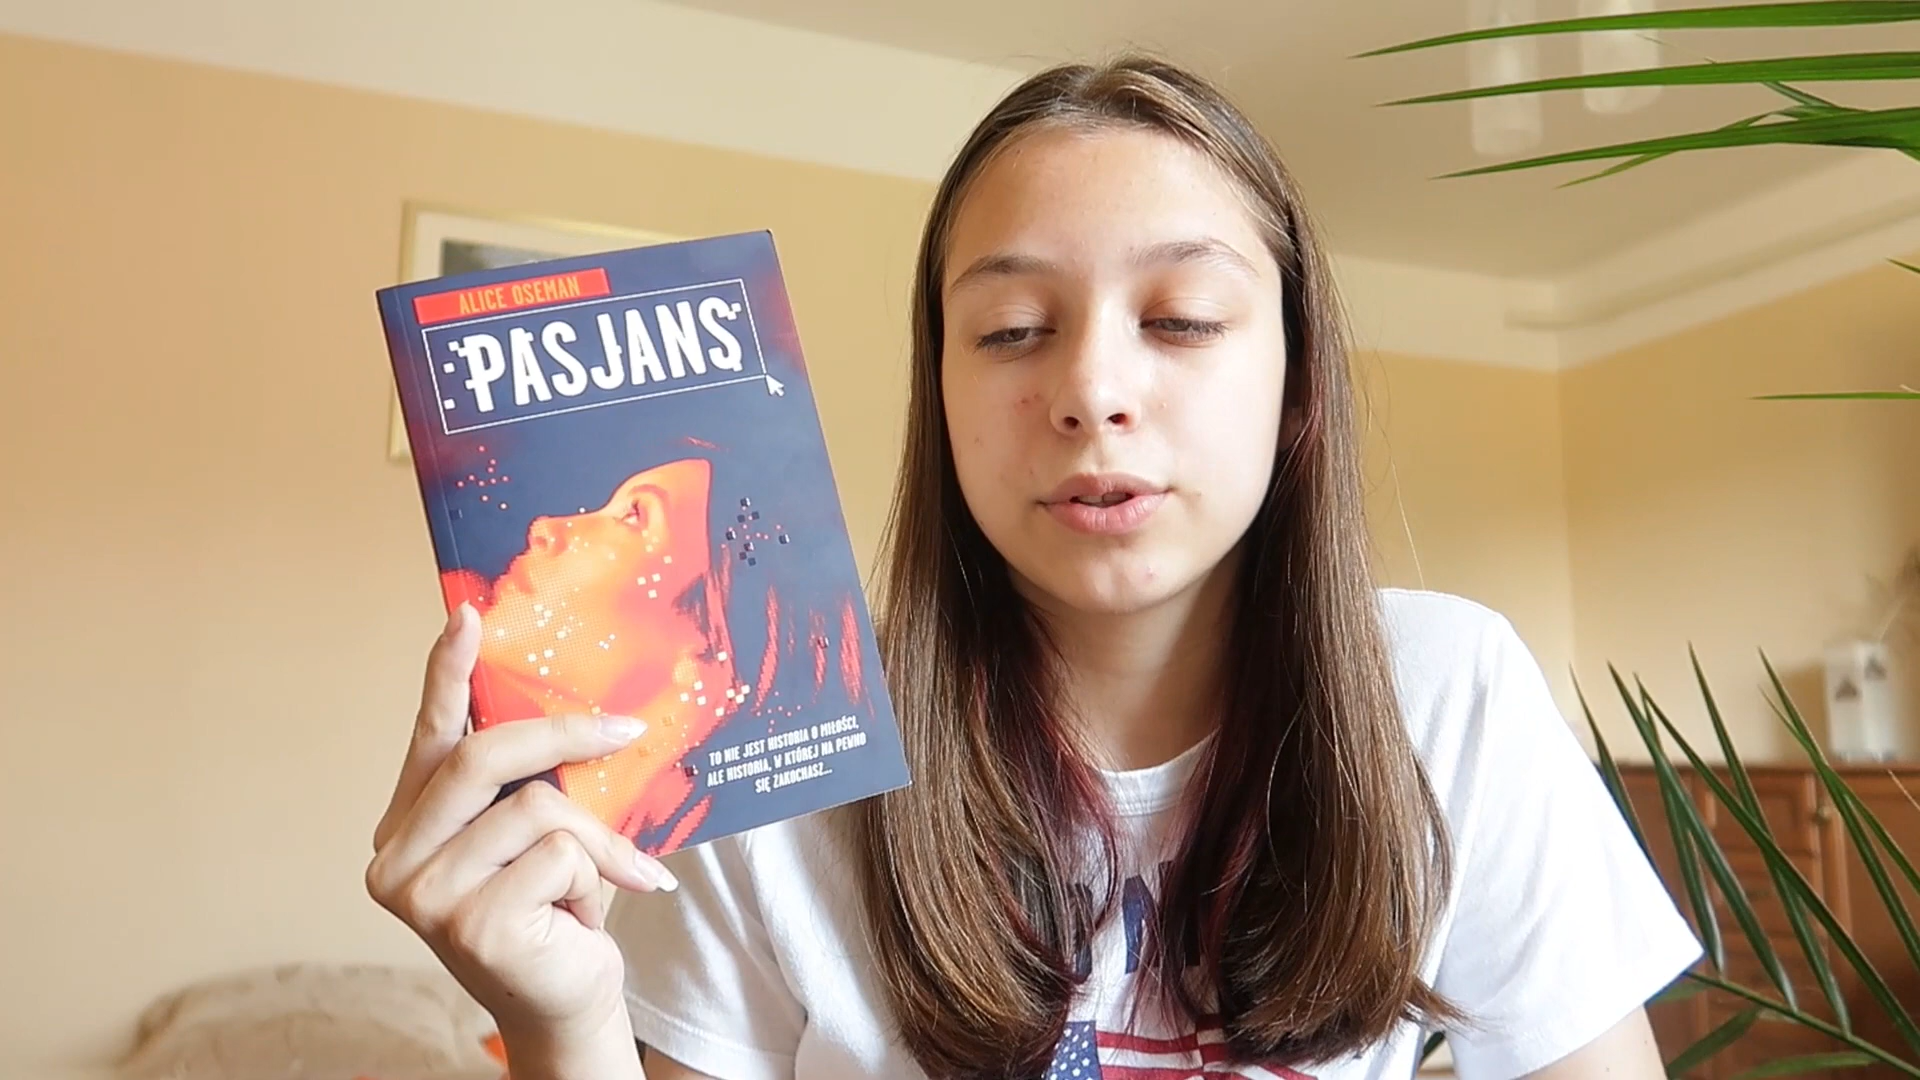 ALICE OSEMAN
PASJANS
TO NIE JEST HISTORIA O MIŁOŚCI,
ALE HISTORIA, W KTÓREJ NA PEWNO
SIĘ ZAKOCHASZ...